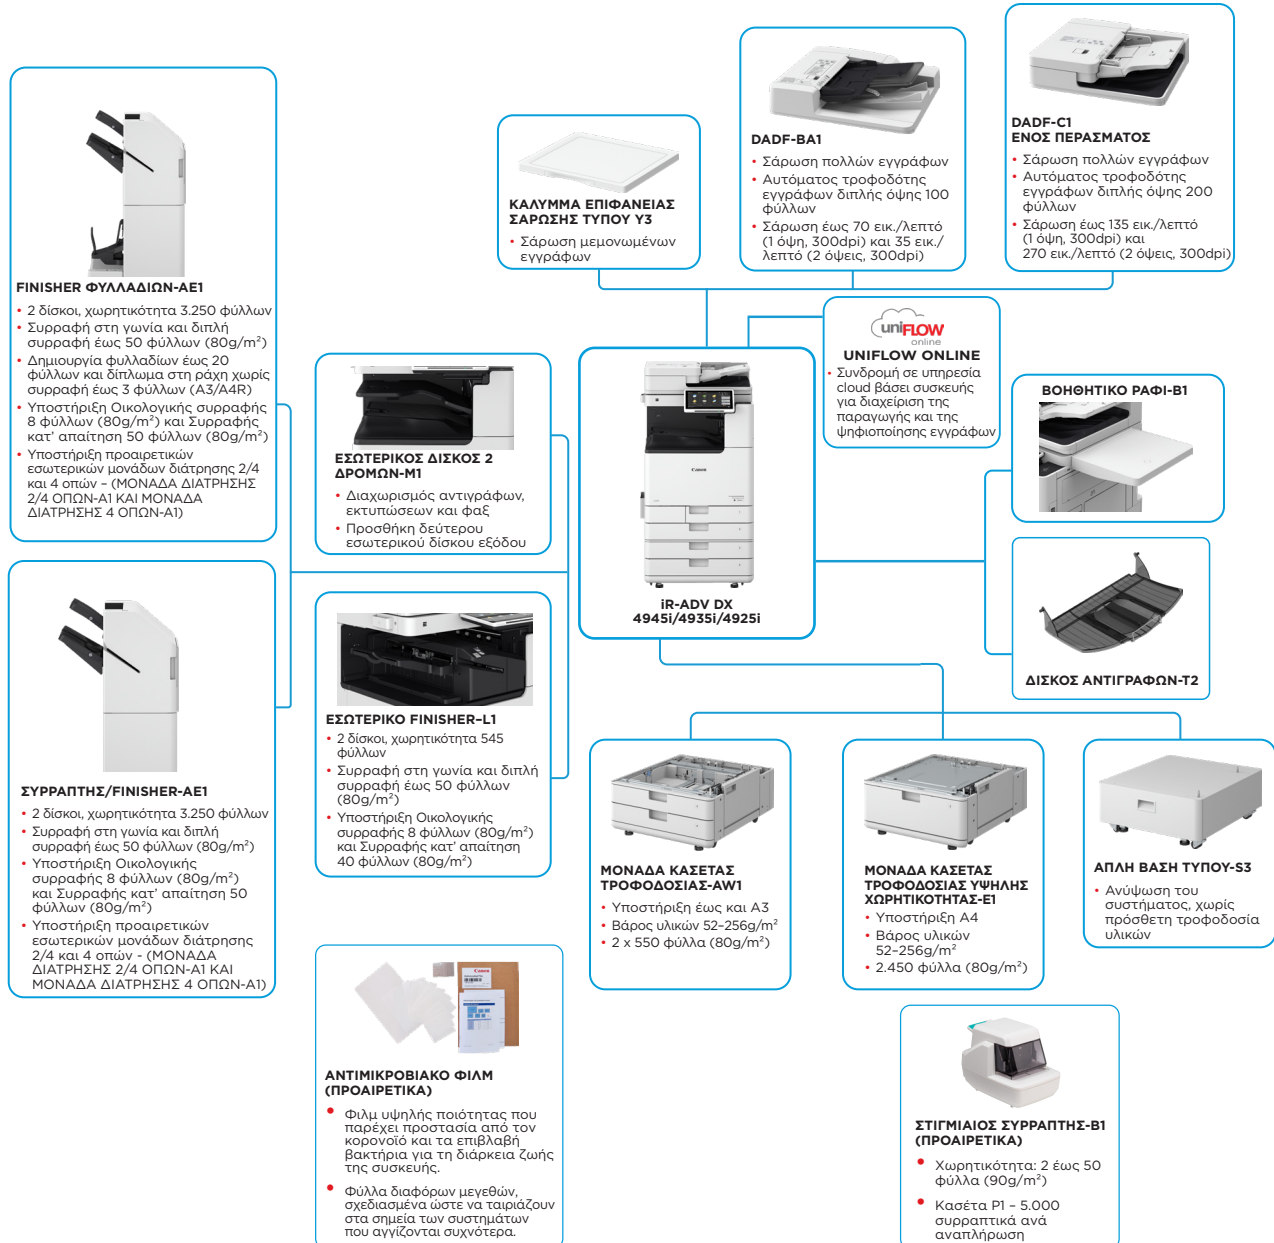 FINISHER ΦΥΛΛΑΔΙΩΝ-AE1
• 2 δίσκοι, χωρητικότητα 3.250 φύλλων
• Συρραφή στη γωνία και διπλή
συρραφή έως 50 φύλλων (80g/m²)
• Δημιουργία φυλλαδίων έως 20
φύλλων και δίπλωμα στη ράχη χωρίς
συρραφή έως 3 φύλλων (A3/A4R)
• Υποστήριξη Οικολογικής συρραφής
8 φύλλων (80g/m²) και Συρραφής
κατ' απαίτηση 50 φύλλων (80g/m²)
• Υποστήριξη προαιρετικών
εσωτερικών μονάδων διάτρησης 2/4
και 4 οπών – (ΜΟΝΑΔΑ ΔΙΑΤΡΗΣΗΣ
2/4 ΟΠΩΝ-A1 ΚΑΙ ΜΟΝΑΔΑ
ΔΙΑΤΡΗΣΗΣ 4 ΟΠΩΝ-A1)
ΣΥΡΡΑΠΤΗΣ/FINISHER-AE1
• 2 δίσκοι, χωρητικότητα 3.250 φύλλων
• Συρραφή στη γωνία και διπλή
συρραφή έως 50 φύλλων (80g/m²)
• Υποστήριξη Οικολογικής
συρραφής 8 φύλλων (80g/m²)
και Συρραφής κατ' απαίτηση 50
φύλλων (80g/m²)
• Υποστήριξη προαιρετικών
εσωτερικών μονάδων διάτρησης
2/4 και 4 οπών - (ΜΟΝΑΔΑ
ΔΙΑΤΡΗΣΗΣ 2/4 ΟΠΩΝ-A1 ΚΑΙ
ΜΟΝΑΔΑ ΔΙΑΤΡΗΣΗΣ 4 ΟΠΩΝ-A1)
ΕΣΩΤΕΡΙΚΟΣ ΔΙΣΚΟΣ 2
ΔΡΟΜΩΝ-M1
• Διαχωρισμός αντιγράφων,
εκτυπώσεων και φαξ
• Προσθήκη δεύτερου
εσωτερικού δίσκου εξόδου
ΕΣΩΤΕΡΙΚΟ FINISHER-L1
• 2 δίσκοι, χωρητικότητα 545
φύλλων
• Συρραφή στη γωνία και διπλή
συρραφή έως 50 φύλλων
(80g/m²)
• Υποστήριξη Οικολογικής
συρραφής 8 φύλλων (80g/m²)
και Συρραφής κατ' απαίτηση
40 φύλλων (80g/m²)
Canon
ΑΝΤΙΜΙΚΡΟΒΙΑΚΟ ΦΙΛΜ
(ΠΡΟΑΙΡΕΤΙΚΑ)
• Φιλμ υψηλής ποιότητας που
παρέχει προστασία από τον
κορονοϊό και τα επιβλαβή
βακτήρια για τη διάρκεια ζωής
της συσκευής.
• Φύλλα διαφόρων μεγεθών,
σχεδιασμένα ώστε να ταιριάζουν
στα σημεία των συστημάτων
που αγγίζονται συχνότερα.
ΚΑΛΥΜΜΑ ΕΠΙΦΑΝΕΙΑΣ
ΣΑΡΩΣΗΣ ΤΥΠΟΥ Y3
• Σάρωση μεμονωμένων
εγγράφων
DADF-BA1
• Σάρωση πολλών εγγράφων
• Αυτόματος τροφοδότης
εγγράφων διπλής όψης 100
φύλλων
• Σάρωση έως 70 εικ./λεπτό
(1 όψη, 300dpi) και 35 εικ./
λεπτό (2 όψεις, 300dpi)
DADF-C1
ΕΝΟΣ ΠΕΡΑΣΜΑΤΟΣ
• Σάρωση πολλών εγγράφων
• Αυτόματος τροφοδότης
εγγράφων διπλής όψης 200
φύλλων
• Σάρωση έως 135 εικ./λεπτό
(1 όψη, 300dpi) και
270 εικ./λεπτό (2 όψεις, 300dpi)
uniFLOW
online
UNIFLOW ONLINE
• Συνδρομή σε υπηρεσία
cloud βάσει συσκευής
για διαχείριση της
παραγωγής και της
ψηφιοποίησης εγγράφων
Canon
iR-ADV DX
4945i/4935i/4925i
ΒΟΗΘΗΤΙΚΟ ΡΑΦΙ-B1
ΔΙΣΚΟΣ ΑΝΤΙΓΡΑΦΩΝ-T2
ΜΟΝΑΔΑ ΚΑΣΕΤΑΣ
ΤΡΟΦΟΔΟΣΙΑΣ-AW1
• Υποστήριξη έως και A3
• Βάρος υλικών 52–256g/m²
• 2 x 550 φύλλα (80g/m²)
ΜΟΝΑΔΑ ΚΑΣΕΤΑΣ
ΤΡΟΦΟΔΟΣΙΑΣ ΥΨΗΛΗΣ
ΧΩΡΗΤΙΚΟΤΗΤΑΣ-E1
• Υποστήριξη A4
• Βάρος υλικών
52–256g/m²
• 2.450 φύλλα (80g/m²)
ΑΠΛΗ ΒΑΣΗ ΤΥΠΟΥ-S3
• Ανύψωση του
συστήματος, χωρίς
πρόσθετη τροφοδοσία
υλικών
ΣΤΙΓΜΙΑΙΟΣ ΣΥΡΡΑΠΤΗΣ-B1
(ΠΡΟΑΙΡΕΤΙΚΑ)
• Χωρητικότητα: 2 έως 50
φύλλα (90g/m²)
• Κασέτα P1 – 5.000
συρραπτικά ανά
αναπλήρωση